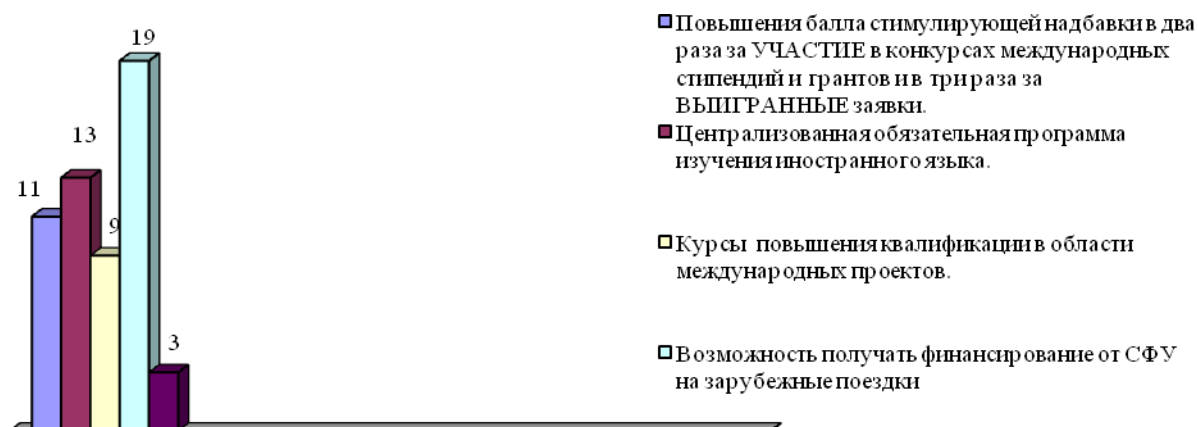 19
13
11
9
3
Повышения балла стимулирующей надбавки в два
раза за УЧАСТИЕ в конкурсах международных
стипендий и грантов и в три раза за
ВЫИГРАННЫЕ заявки.
Централизованная обязательная программа
изучения иностранного языка.
Курсы повышения квалификации в области
международных проектов.
Возможность получать финансирование от СФУ
на зарубежные поездки